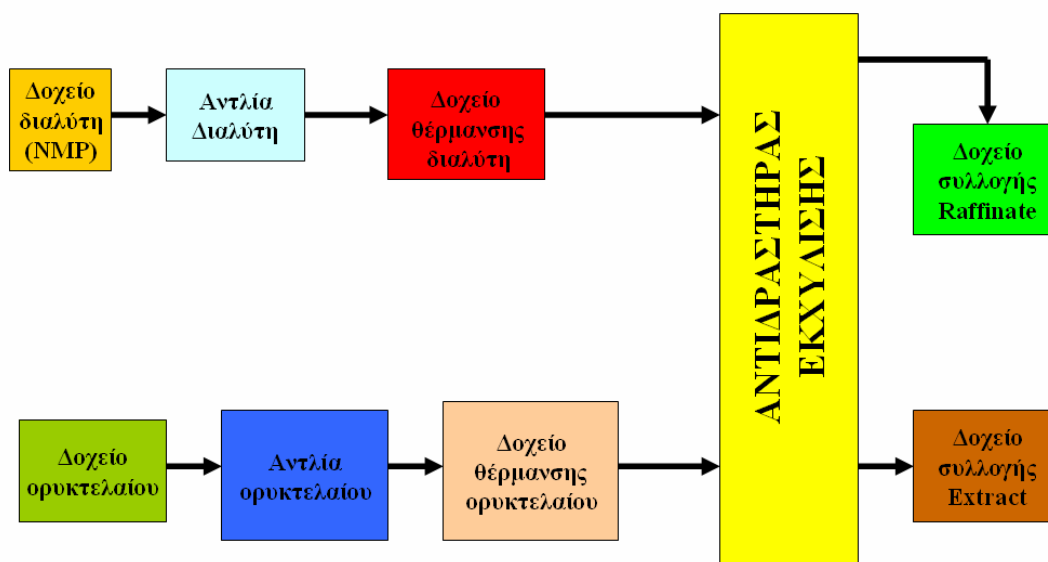 Δοχείο
διαλύτη
(NMP)
Αντλία
Διαλύτη
Δοχείο
θέρμανσης
διαλύτη
ΑΝΤΙΔΡΑΣΤΗΡΑΣ
ΕΚΧΥΛΙΣΗΣ
Δοχείο
συλλογής
Raffinate
Δοχείο
ορυκτελαίου
Αντλία
ορυκτελαίου
Δοχείο
θέρμανσης
ορυκτελαίου
Δοχείο
συλλογής
Extract